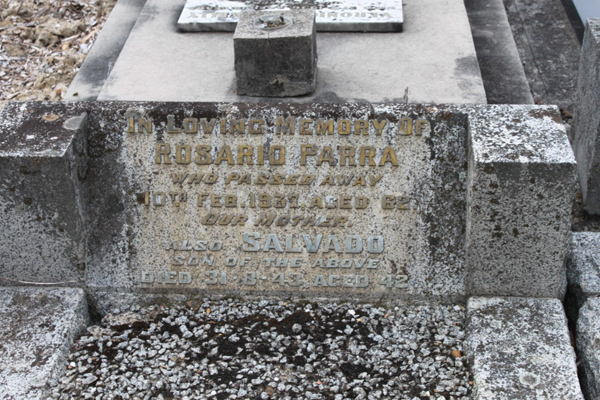 IN LOVING MEMORY OF
ROSARIO PARRA
WHO PASSED AWAY
10TH FEB. AGED 62
OUR MOTHER.
ALSO SALVADO
SON OF THE ABOVE
DIED 31-8-43. AGED 42